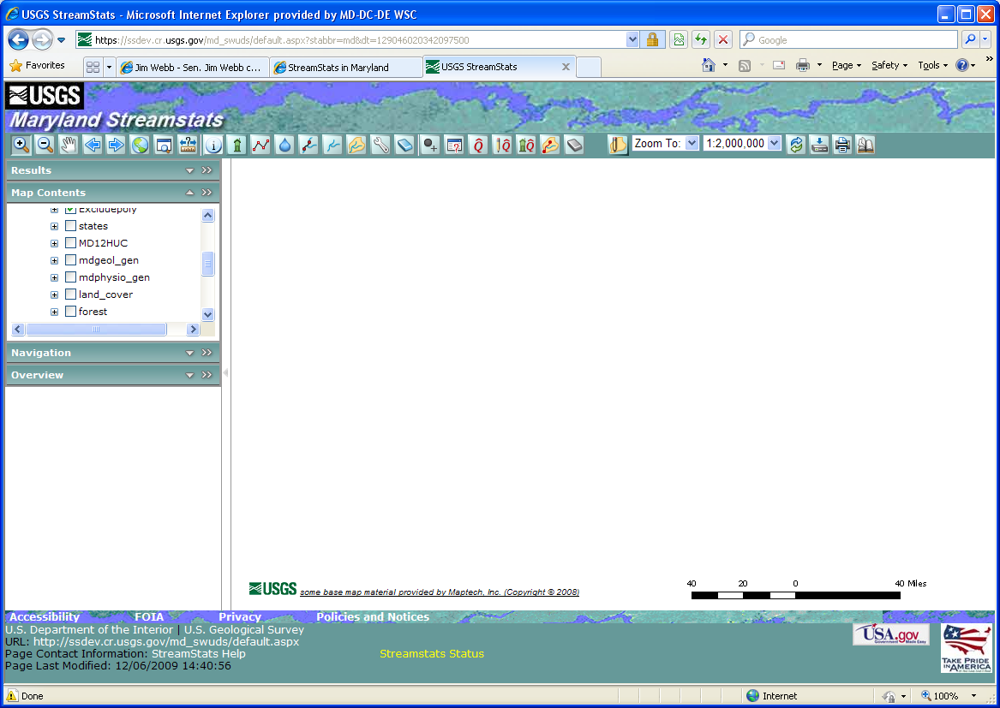 USGS StreamStats - Microsoft Internet Explorer provided by MD-DC-DE WSC
https://ssdev.cr.usgs.gov/md_swuds/default.aspx?stabbr=md&dt=129046020342097500
Google
Favorites
Jim Webb - Sen. Jim Webb c...
StreamStats in Maryland
USGS StreamStats
Page
Safety
Tools
USGS
Maryland Streamstats
Zoom To:
1:2,000,000
Results
Map Contents
Excludepoly
states
MD12HUC
mdgeol_gen
mdphysio_gen
land_cover
forest
Navigation
Overview
USGS some base map material provided by Maptech, Inc. (Copyright © 2008)
40 20 0 40 Miles
Accessibility FOIA Privacy Policies and Notices
U.S. Department of the Interior | U.S. Geological Survey
URL: http://ssdev.cr.usgs.gov/md_swuds/default.aspx
Page Contact Information: StreamStats Help
Streamstats Status
Page Last Modified: 12/06/2009 14:40:56
USA.gov
Government Made Easy
TAKE PRIDE
IN AMERICA
Done
Internet
100%